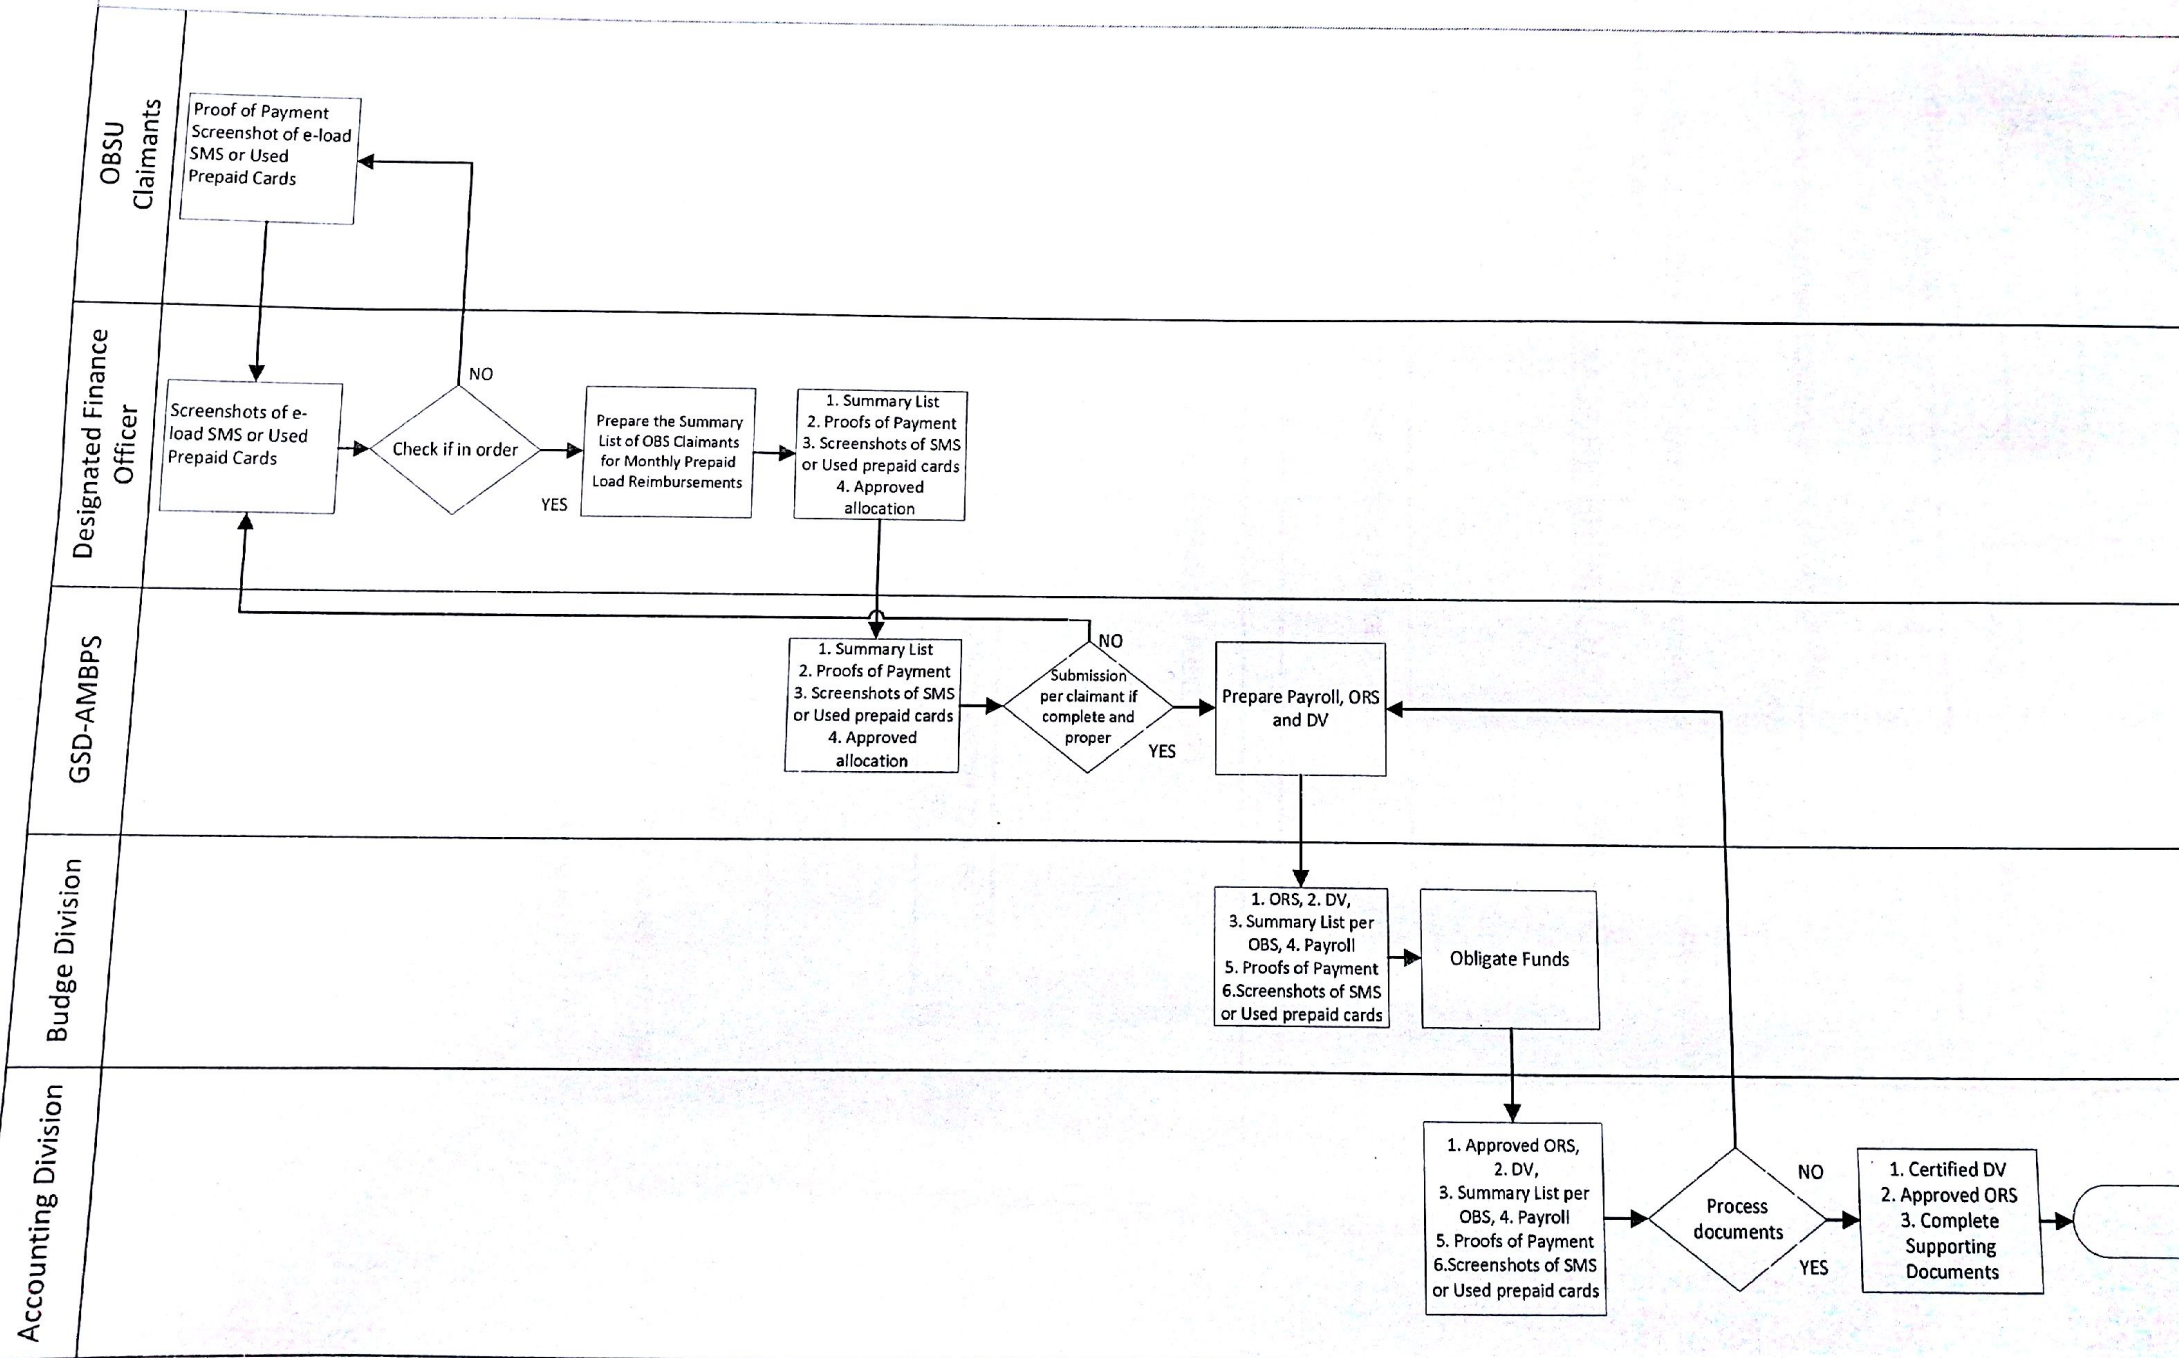 OBSU
Claimants
Proof of Payment
Screenshot of e-load
SMS or Used
Prepaid Cards
Designated Finance
Officer
Screenshots of e-
load SMS or Used
Prepaid Cards
NO
Check if in order
YES
Prepare the Summary
List of OBS Claimants
for Monthly Prepaid
Load Reimbursements
1. Summary List
2. Proofs of Payment
3. Screenshots of SMS
or Used prepaid cards
4. Approved
allocation
GSD-AMBPS
1. Summary List
2. Proofs of Payment
3. Screenshots of SMS
or Used prepaid cards
4. Approved
allocation
NO
Submission
per claimant if
complete and
proper
YES
Prepare Payroll, ORS
and DV
Budge Division
1. ORS, 2. DV,
3. Summary List per
OBS, 4. Payroll
5. Proofs of Payment
6.Screenshots of SMS
or Used prepaid cards
Obligate Funds
Accounting Division
1. Approved ORS,
2. DV,
3. Summary List per
OBS, 4. Payroll
5. Proofs of Payment
6.Screenshots of SMS
or Used prepaid cards
NO
Process
documents
YES
1. Certified DV
2. Approved ORS
3. Complete
Supporting
Documents